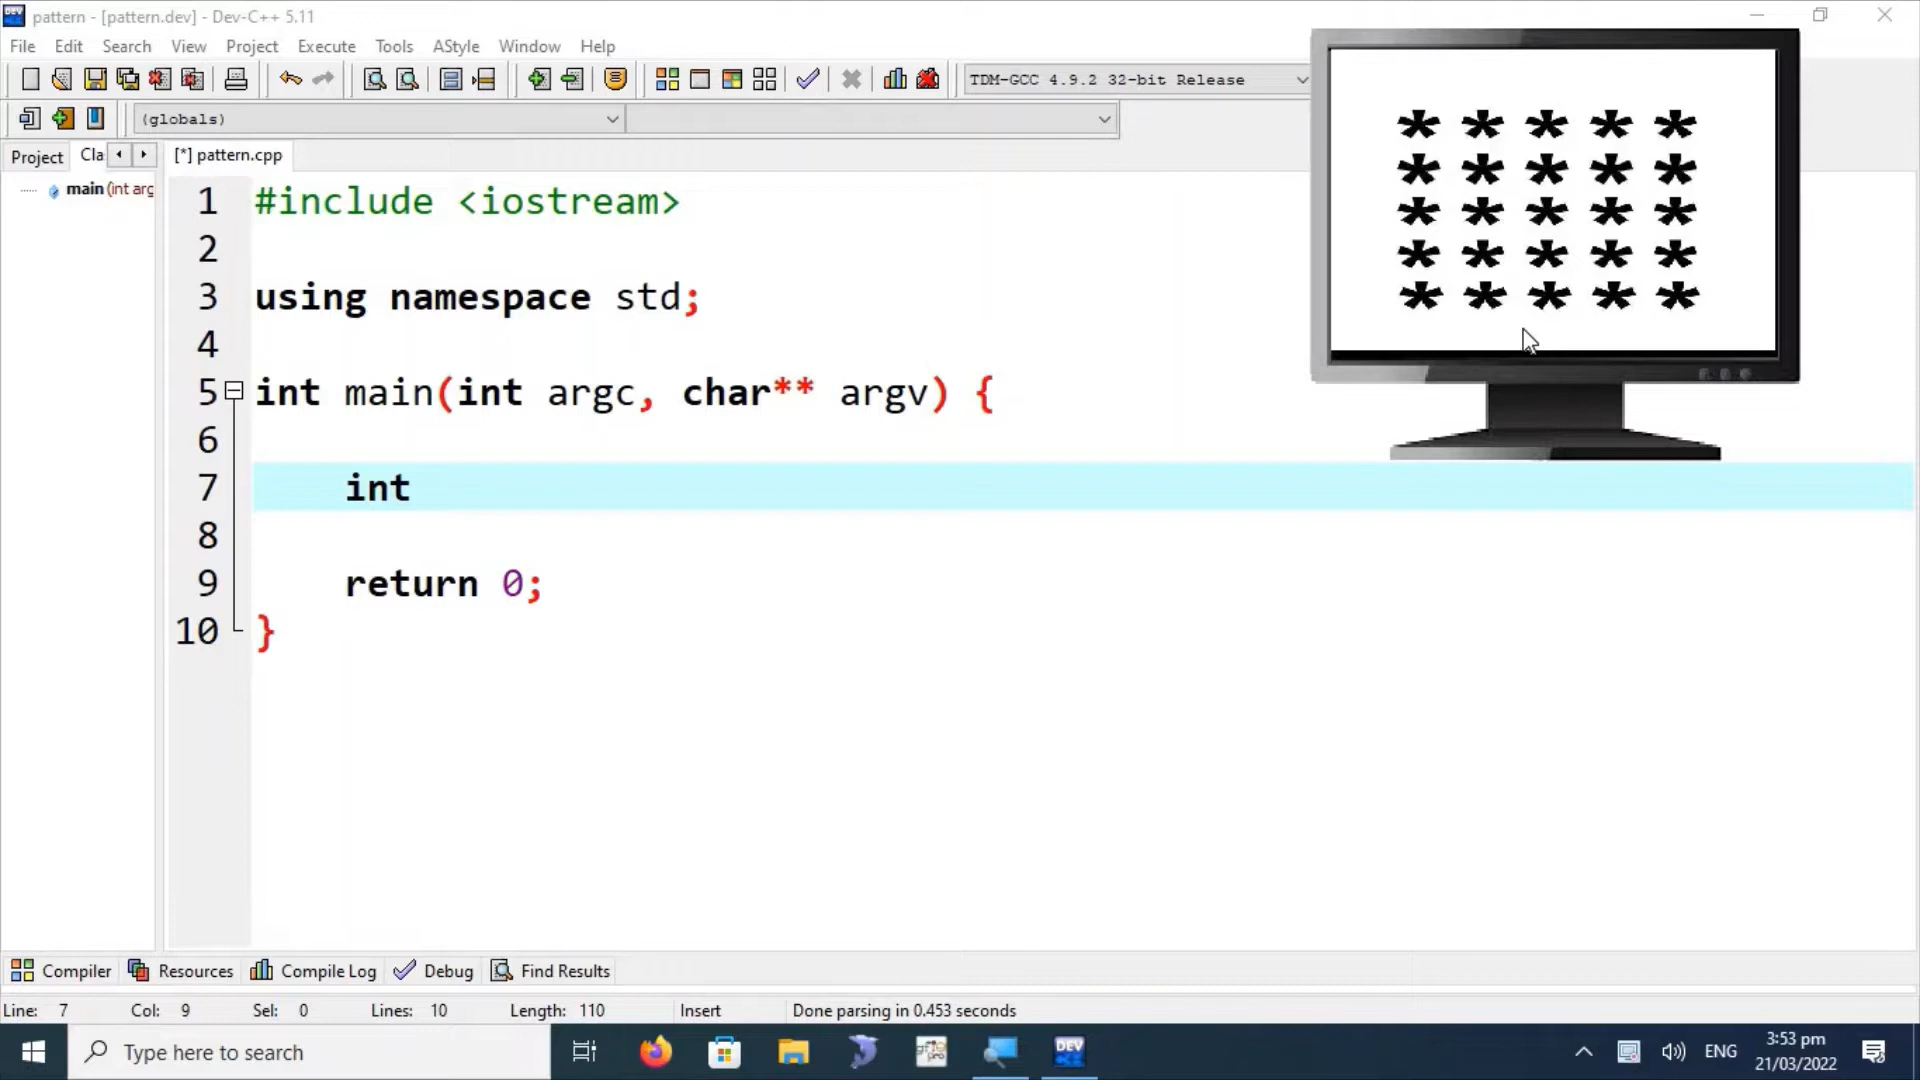 pattern - [pattern.dev] - Dev-C++ 5.11
File Edit Search View Project Execute Tools AStyle Window Help
TDM-GCC 4.9.2 32-bit Release
(globals)
Project Cla [*] pattern.cpp
main (int arg
1 #include <iostream>
2
3 using namespace std;
4
5 int main(int argc, char** argv) {
6
7 int
8
9 return 0;
10 }
* * * * *
* * * * *
* * * * *
* * * * *
* * * * *
Compiler Resources Compile Log Debug Find Results
Line: 7 Col: 9 Sel: 0 Lines: 10 Length: 110 Insert Done parsing in 0.453 seconds
Type here to search
DEV
ENG
3:53 pm
21/03/2022